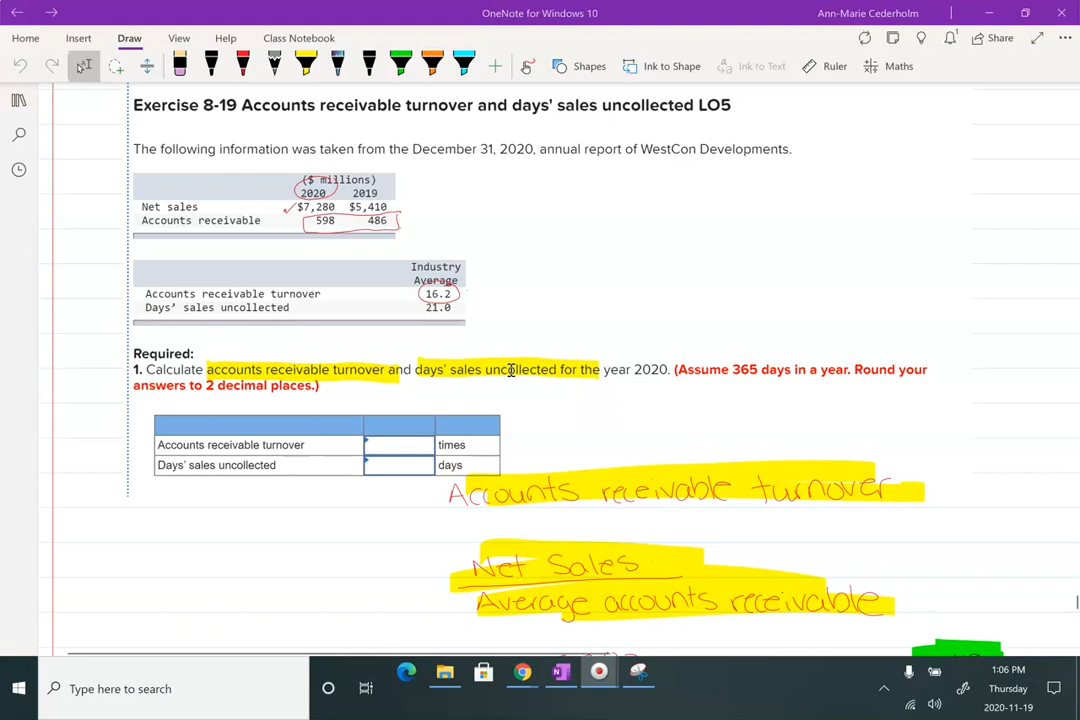 OneNote for Windows 10
Ann-Marie Cederholm
Home Insert Draw View Help Class Notebook
Share
Shapes Ink to Shape Ink to Text Ruler Maths
Exercise 8-19 Accounts receivable turnover and days' sales uncollected LO5
The following information was taken from the December 31, 2020, annual report of WestCon Developments.
($ millions)
2020 2019
Net sales $7,280 $5,410
Accounts receivable 598 486
Industry
Average
Accounts receivable turnover 16.2
Days' sales uncollected 21.0
Required:
1. Calculate accounts receivable turnover and days' sales uncollected for the year 2020. (Assume 365 days in a year. Round your
answers to 2 decimal places.)
Accounts receivable turnover times
Days' sales uncollected days
Accounts receivable turnover
Net Sales
Average accounts receivable
Type here to search
1:06 PM
Thursday
2020-11-19